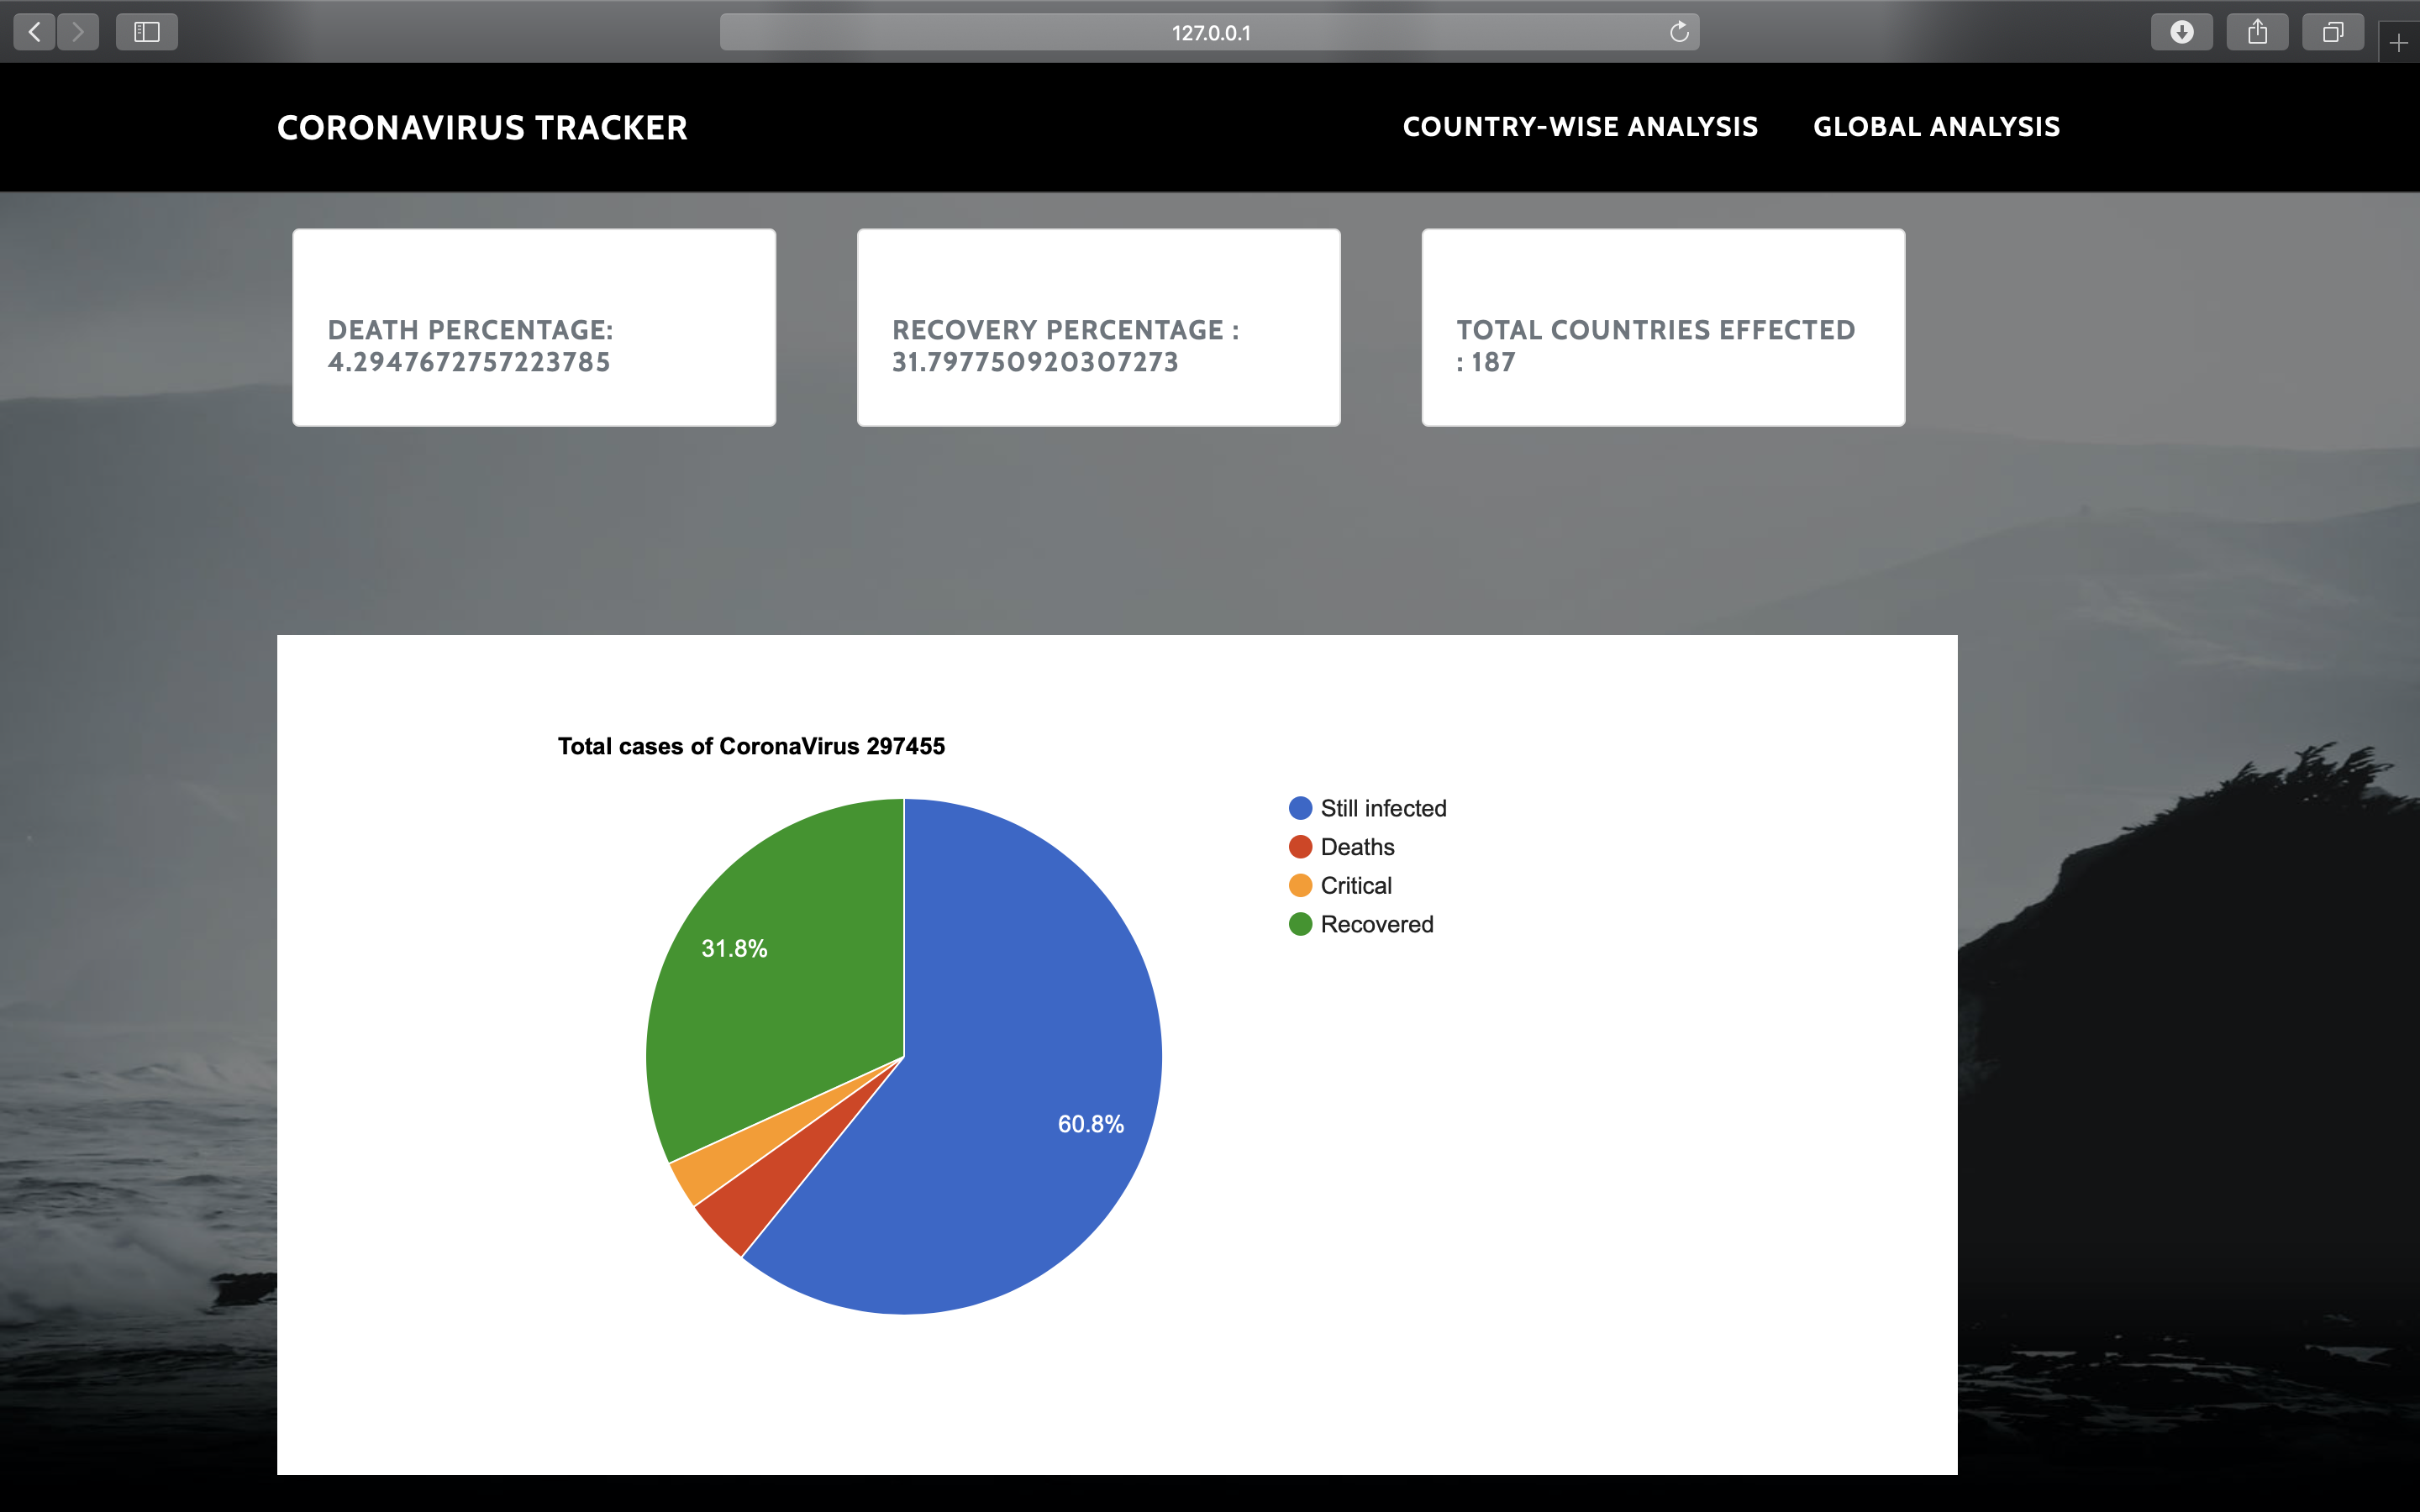 127.0.0.1
CORONAVIRUS TRACKER
COUNTRY-WISE ANALYSIS
GLOBAL ANALYSIS
DEATH PERCENTAGE:
4.2947672757223785
RECOVERY PERCENTAGE :
31.797750920307273
TOTAL COUNTRIES EFFECTED
: 187
Total cases of CoronaVirus 297455
Still infected
Deaths
Critical
Recovered
31.8%
60.8%